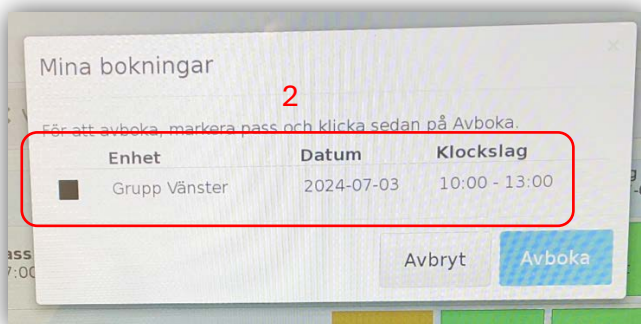 Mina bokningar
2
För att avboka, markera pass och klicka sedan på Avboka.
Enhet Datum Klockslag
Grupp Vänster 2024-07-03 10:00 - 13:00
Avbryt Avboka